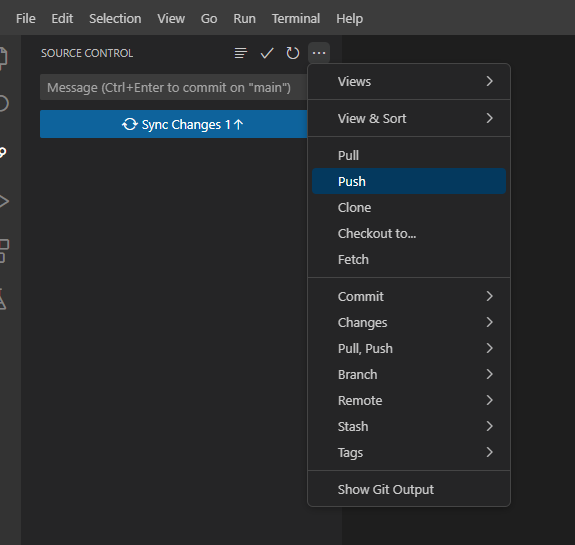 File Edit Selection View Go Run Terminal Help
SOURCE CONTROL
Message (Ctrl+Enter to commit on "main")
Sync Changes 1↑
Views
View & Sort
Pull
Push
Clone
Checkout to...
Fetch
Commit
Changes
Pull, Push
Branch
Remote
Stash
Tags
Show Git Output